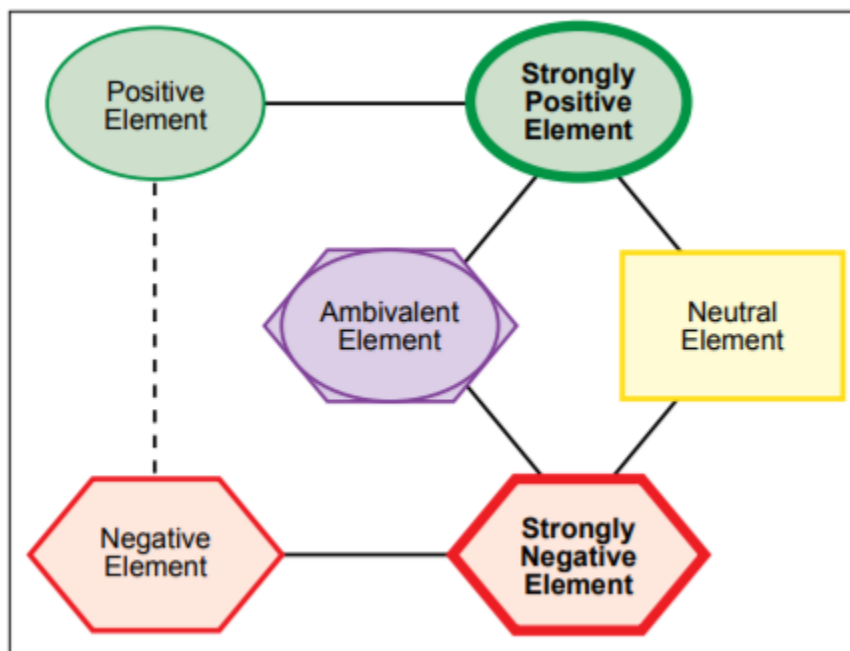 Positive
Element
Strongly
Positive
Element
Ambivalent
Element
Neutral
Element
Negative
Element
Strongly
Negative
Element